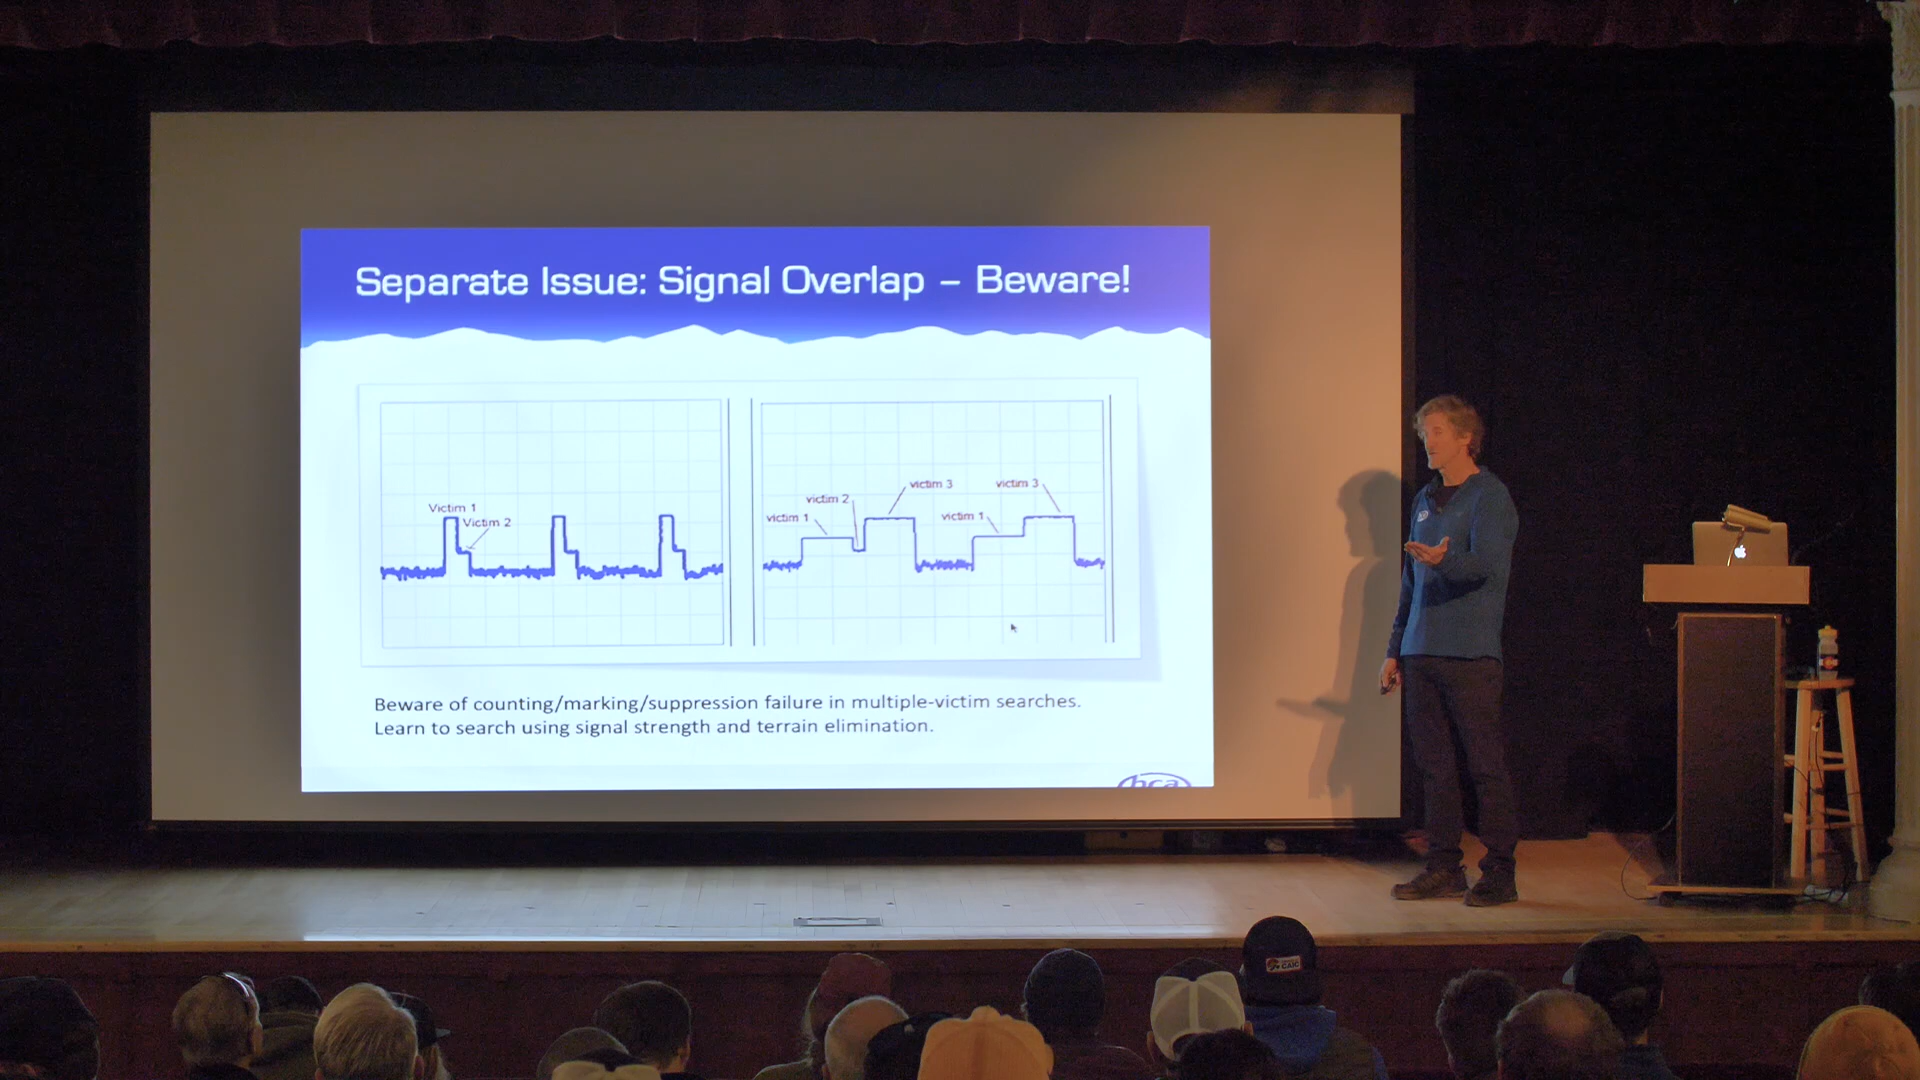 Separate Issue: Signal Overlap – Beware!
Victim 1
Victim 2
victim 1
victim 2
victim 3
victim 1
victim 3
Beware of counting/marking/suppression failure in multiple-victim searches.
Learn to search using signal strength and terrain elimination.
bca
CAIC